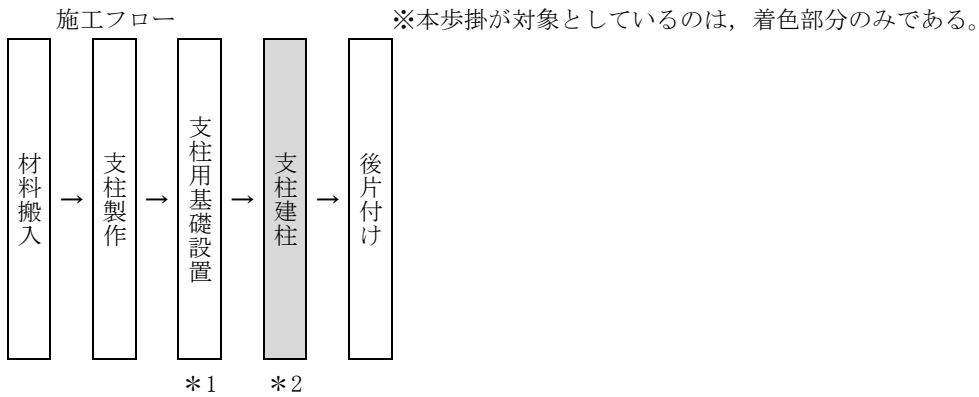 施工フロー
※本歩掛が対象としているのは，着色部分のみである。
材料搬入
→
支柱製作
→
支柱用基礎設置
→
支柱建柱
→
後片付け
＊1
＊2